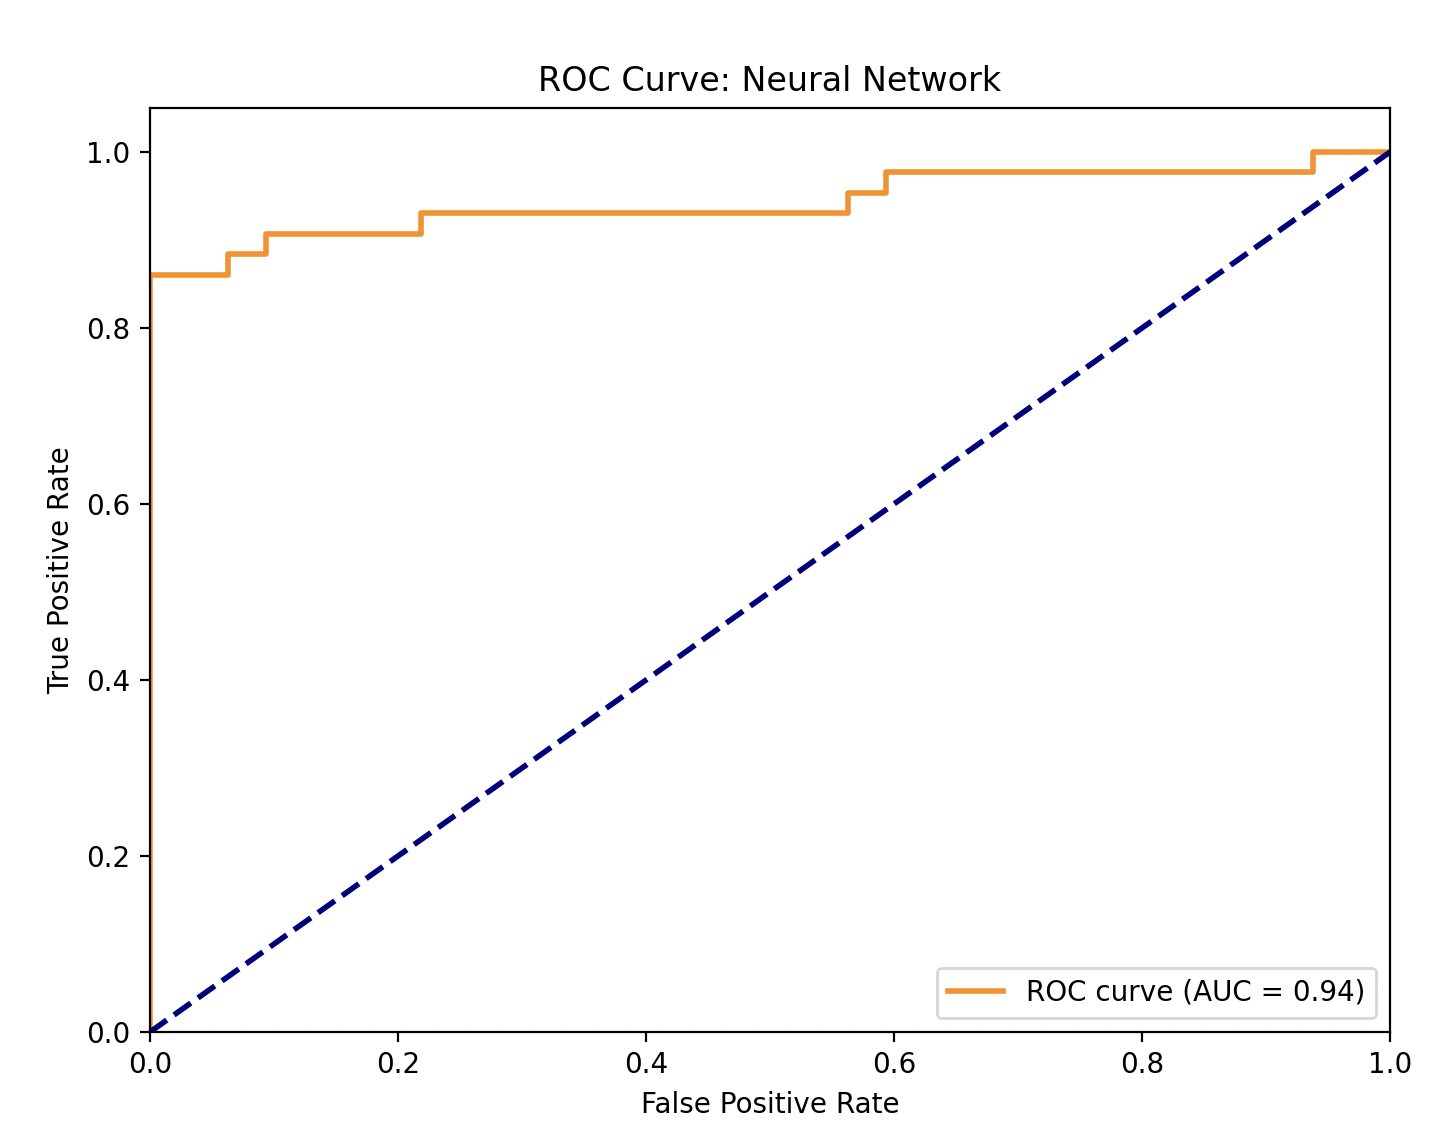 ROC Curve: Neural Network
1.0
0.8
0.6
0.4
0.2
0.0
True Positive Rate
ROC curve (AUC = 0.94)
0.0 0.2 0.4 0.6 0.8 1.0
False Positive Rate